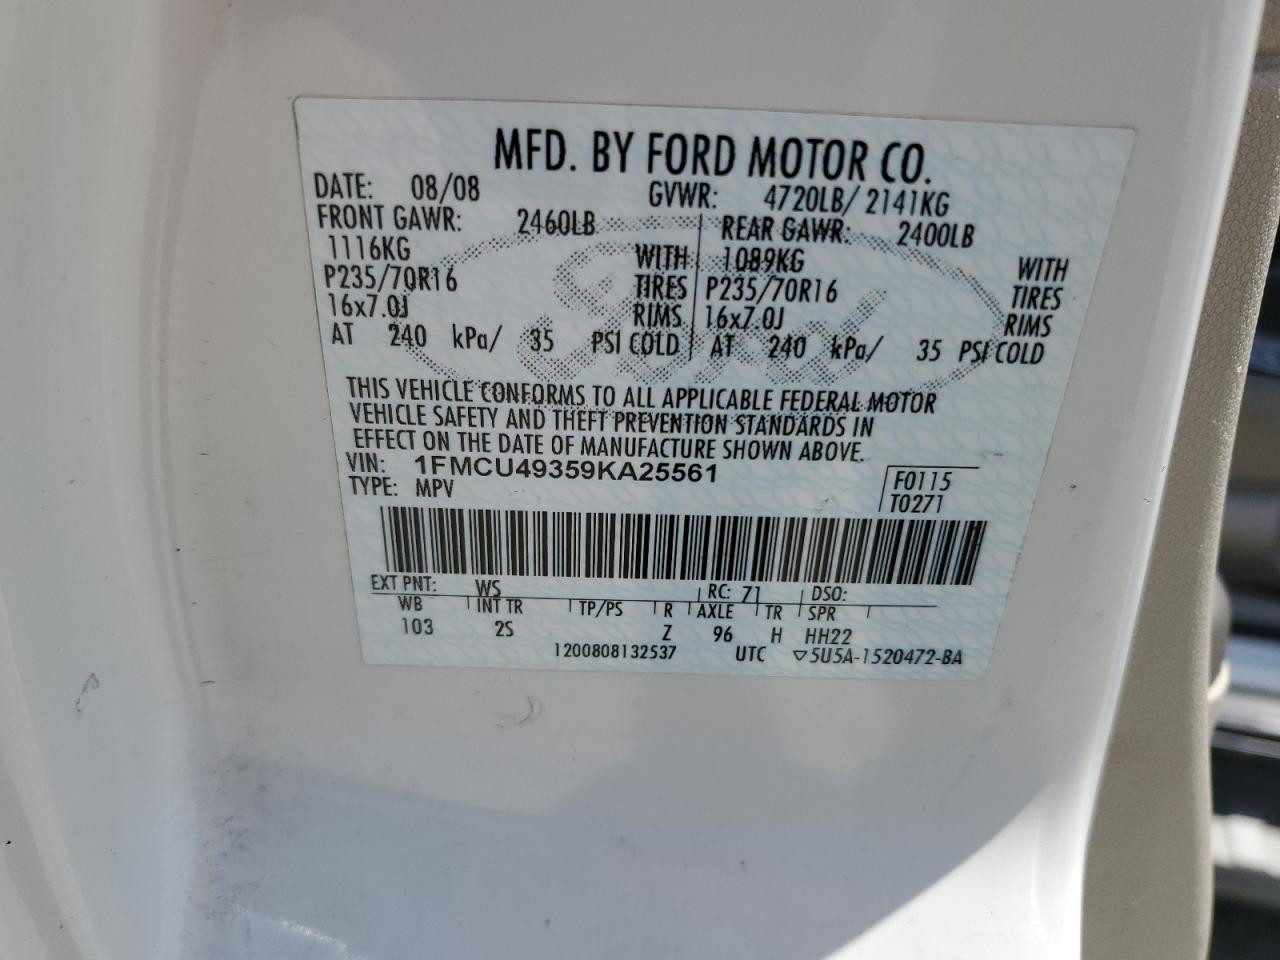 MFD. BY FORD MOTOR CO.
DATE: 08/08 GVWR: 4720LB/ 2141KG
FRONT GAWR: 2460LB REAR GAWR: 2400LB
1116KG WITH 1089KG WITH
P235/70R16 TIRES P235/70R16 TIRES
16x7.0J RIMS 16x7.0J RIMS
AT 240 kPa/ 35 PSI COLD AT 240 kPa/ 35 PSI COLD
Ford
THIS VEHICLE CONFORMS TO ALL APPLICABLE FEDERAL MOTOR
VEHICLE SAFETY AND THEFT PREVENTION STANDARDS IN
EFFECT ON THE DATE OF MANUFACTURE SHOWN ABOVE.
VIN: 1FMCU49359KA25561 F0115
TYPE: MPV T0271
EXT PNT: WS RC: 71 DSO:
WB INT TR TP/PS R AXLE TR SPR
103 2S Z 96 H HH22
1200808132537 UTC ▽5U5A-1520472-BA